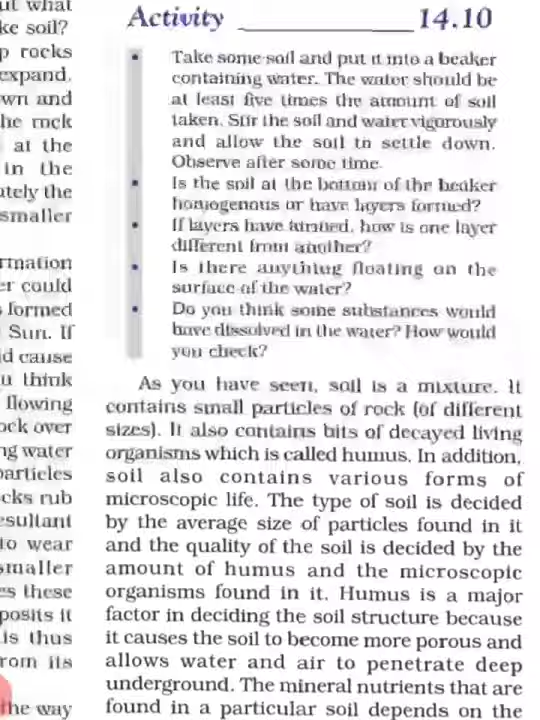 ut what
ke soil?
p rocks
expand.
wn and
he rock
at the
in the
ately the
smaller
rmation
er could
s formed
Sun. If
d cause
u think
flowing
ock over
ng water
particles
cks rub
esultant
to wear
smaller
es these
posits it
is thus
rom its
the way
Activity 14.10
• Take some soil and put it into a beaker
containing water. The water should be
at least five times the amount of soil
taken. Stir the soil and water vigorously
and allow the soil to settle down.
Observe after some time.
• Is the soil at the bottom of the beaker
homogenous or have layers formed?
• If layers have formed, how is one layer
different from another?
• Is there anything floating on the
surface of the water?
• Do you think some substances would
have dissolved in the water? How would
you check?
As you have seen, soil is a mixture. It
contains small particles of rock (of different
sizes). It also contains bits of decayed living
organisms which is called humus. In addition,
soil also contains various forms of
microscopic life. The type of soil is decided
by the average size of particles found in it
and the quality of the soil is decided by the
amount of humus and the microscopic
organisms found in it. Humus is a major
factor in deciding the soil structure because
it causes the soil to become more porous and
allows water and air to penetrate deep
underground. The mineral nutrients that are
found in a particular soil depends on the